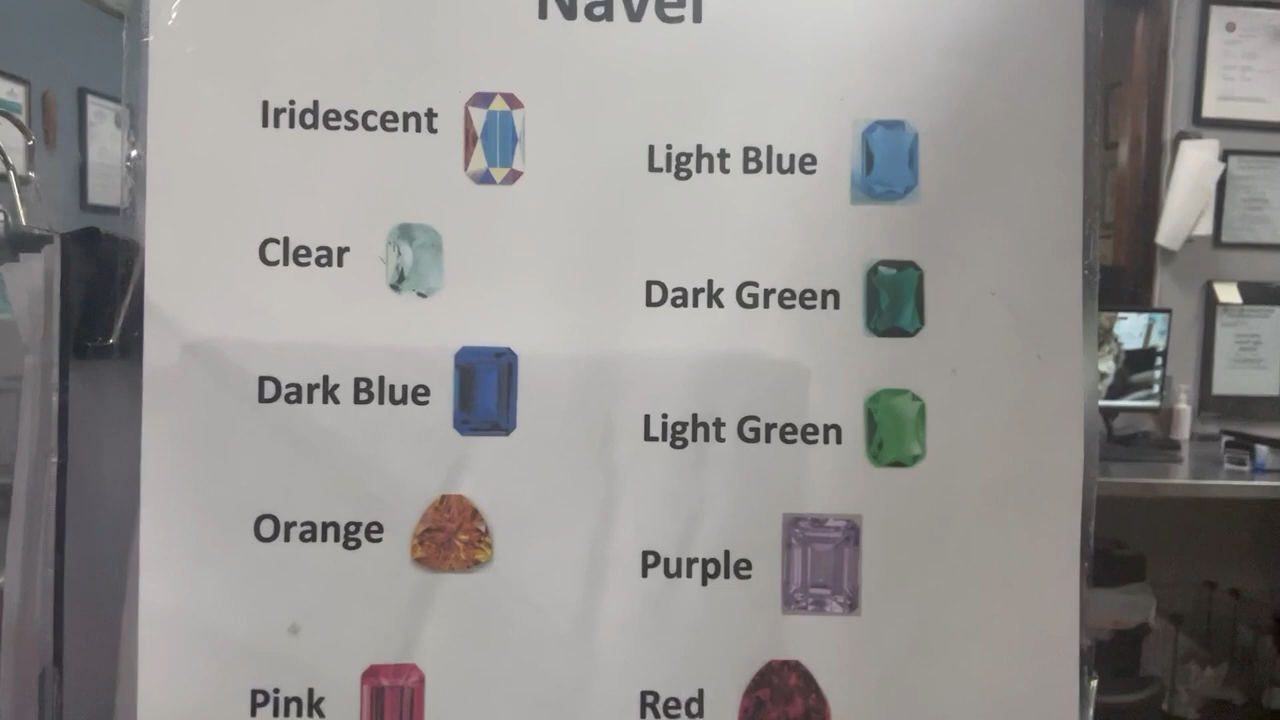 Navel
Iridescent
Clear
Dark Blue
Orange
Pink
Light Blue
Dark Green
Light Green
Purple
Red